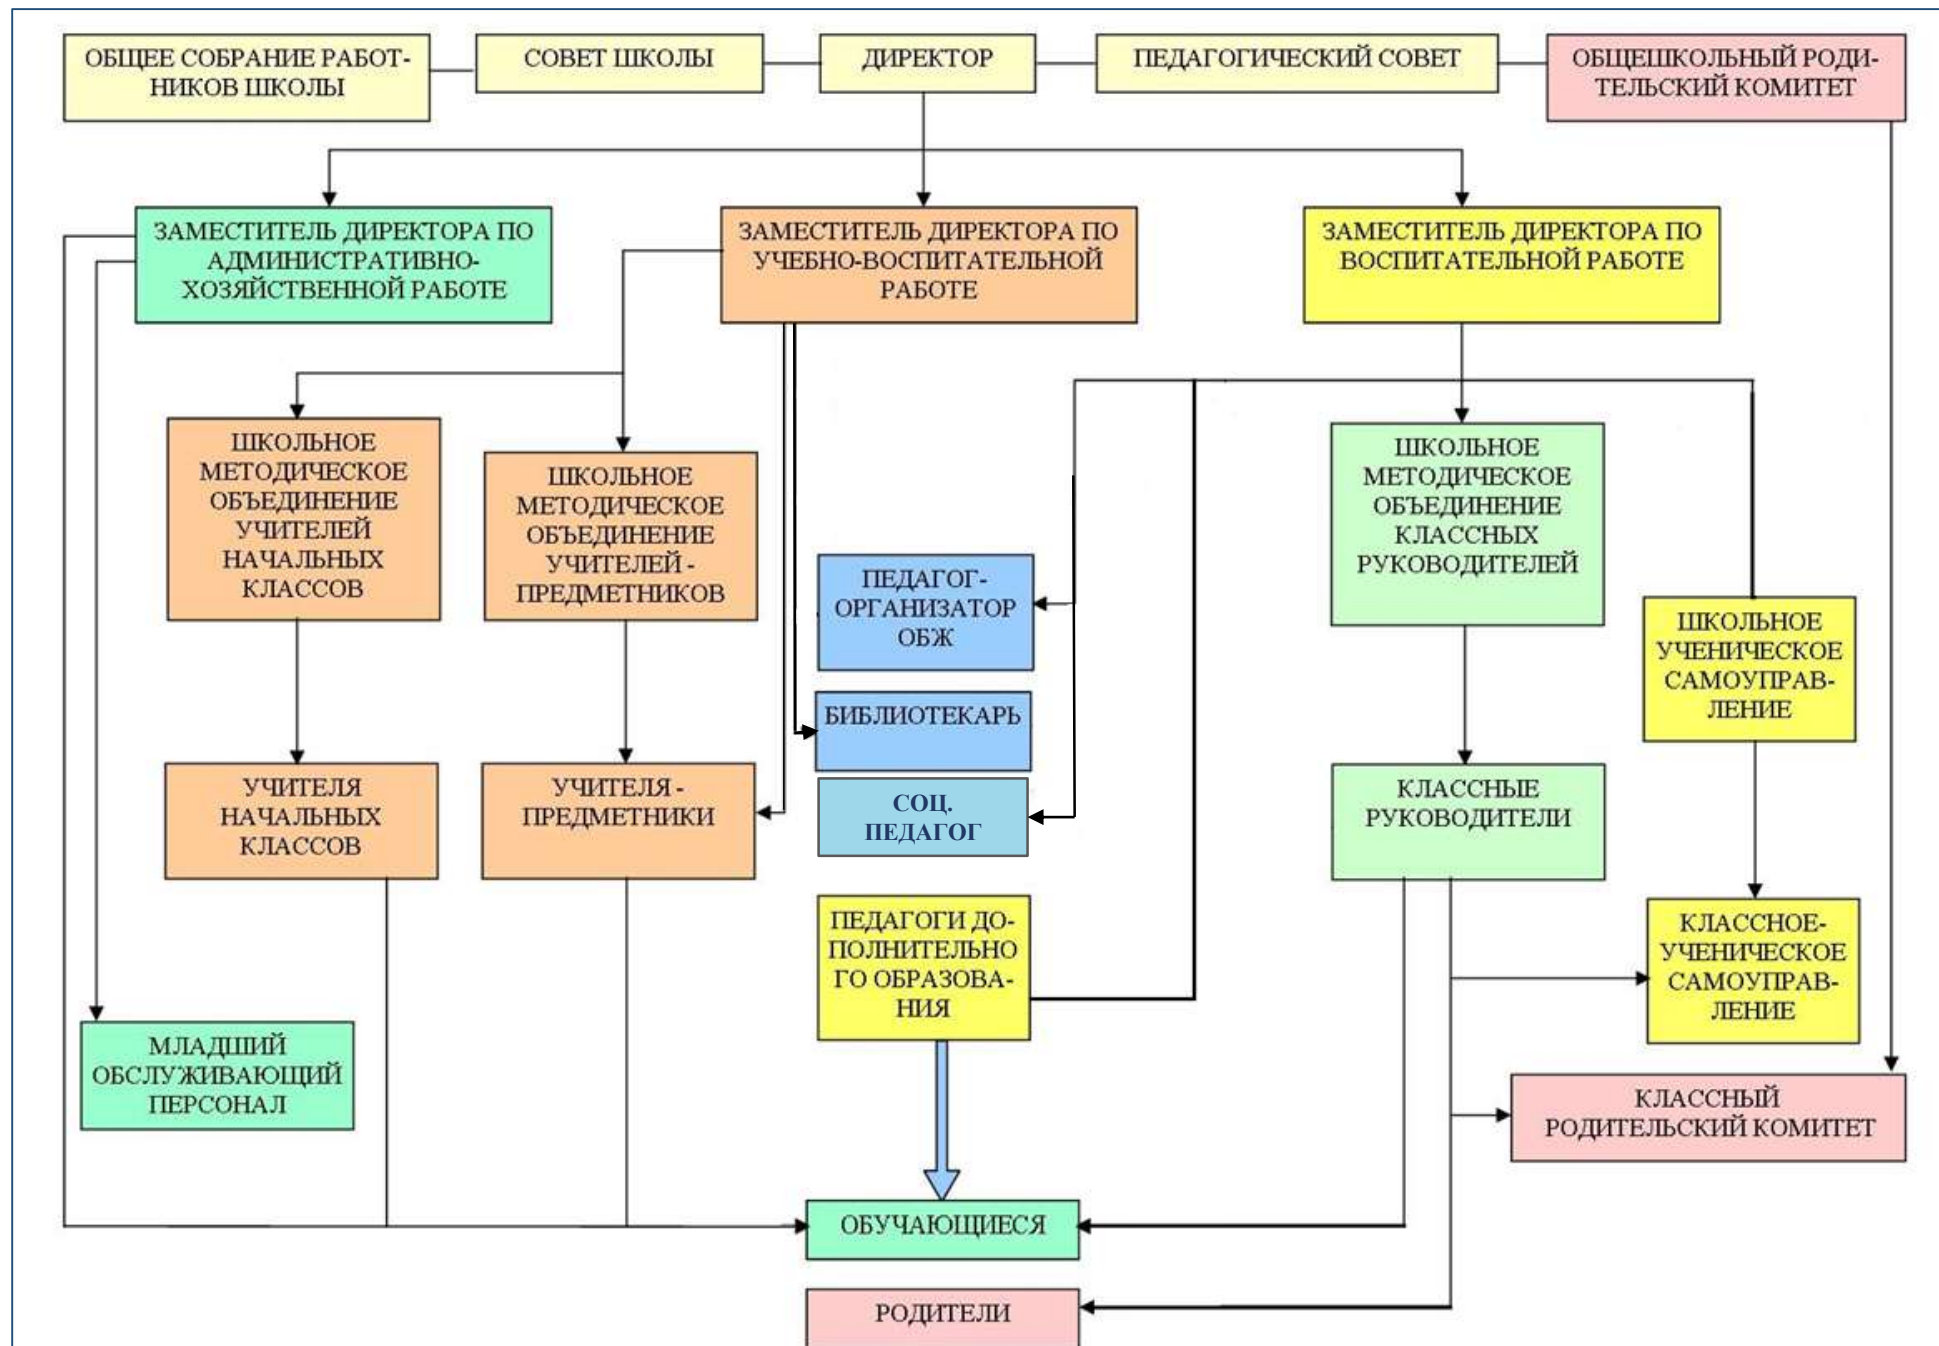 ОБЩЕЕ СОБРАНИЕ РАБОТ-
НИКОВ ШКОЛЫ
СОВЕТ ШКОЛЫ
ДИРЕКТОР
ПЕДАГОГИЧЕСКИЙ СОВЕТ
ОБЩЕШКОЛЬНЫЙ РОДИ-
ТЕЛЬСКИЙ КОМИТЕТ
ЗАМЕСТИТЕЛЬ ДИРЕКТОРА ПО
АДМИНИСТРАТИВНО-
ХОЗЯЙСТВЕННОЙ РАБОТЕ
ЗАМЕСТИТЕЛЬ ДИРЕКТОРА ПО
УЧЕБНО-ВОСПИТАТЕЛЬНОЙ
РАБОТЕ
ЗАМЕСТИТЕЛЬ ДИРЕКТОРА ПО
ВОСПИТАТЕЛЬНОЙ РАБОТЕ
ШКОЛЬНОЕ
МЕТОДИЧЕСКОЕ
ОБЪЕДИНЕНИЕ
УЧИТЕЛЕЙ
НАЧАЛЬНЫХ
КЛАССОВ
ШКОЛЬНОЕ
МЕТОДИЧЕСКОЕ
ОБЪЕДИНЕНИЕ
УЧИТЕЛЕЙ -
ПРЕДМЕТНИКОВ
ШКОЛЬНОЕ
МЕТОДИЧЕСКОЕ
ОБЪЕДИНЕНИЕ
КЛАССНЫХ
РУКОВОДИТЕЛЕЙ
ПЕДАГОГ-
ОРГАНИЗАТОР
ОБЖ
ШКОЛЬНОЕ
УЧЕНИЧЕСКОЕ
САМОУПРАВ-
ЛЕНИЕ
БИБЛИОТЕКАРЬ
УЧИТЕЛЯ
НАЧАЛЬНЫХ
КЛАССОВ
УЧИТЕЛЯ -
ПРЕДМЕТНИКИ
СОЦ.
ПЕДАГОГ
КЛАССНЫЕ
РУКОВОДИТЕЛИ
ПЕДАГОГИ ДО-
ПОЛНИТЕЛЬНО
ГО ОБРАЗОВА-
НИЯ
КЛАССНОЕ-
УЧЕНИЧЕСКОЕ
САМОУПРАВ-
ЛЕНИЕ
МЛАДШИЙ
ОБСЛУЖИВАЮЩИЙ
ПЕРСОНАЛ
КЛАССНЫЙ
РОДИТЕЛЬСКИЙ КОМИТЕТ
ОБУЧАЮЩИЕСЯ
РОДИТЕЛИ